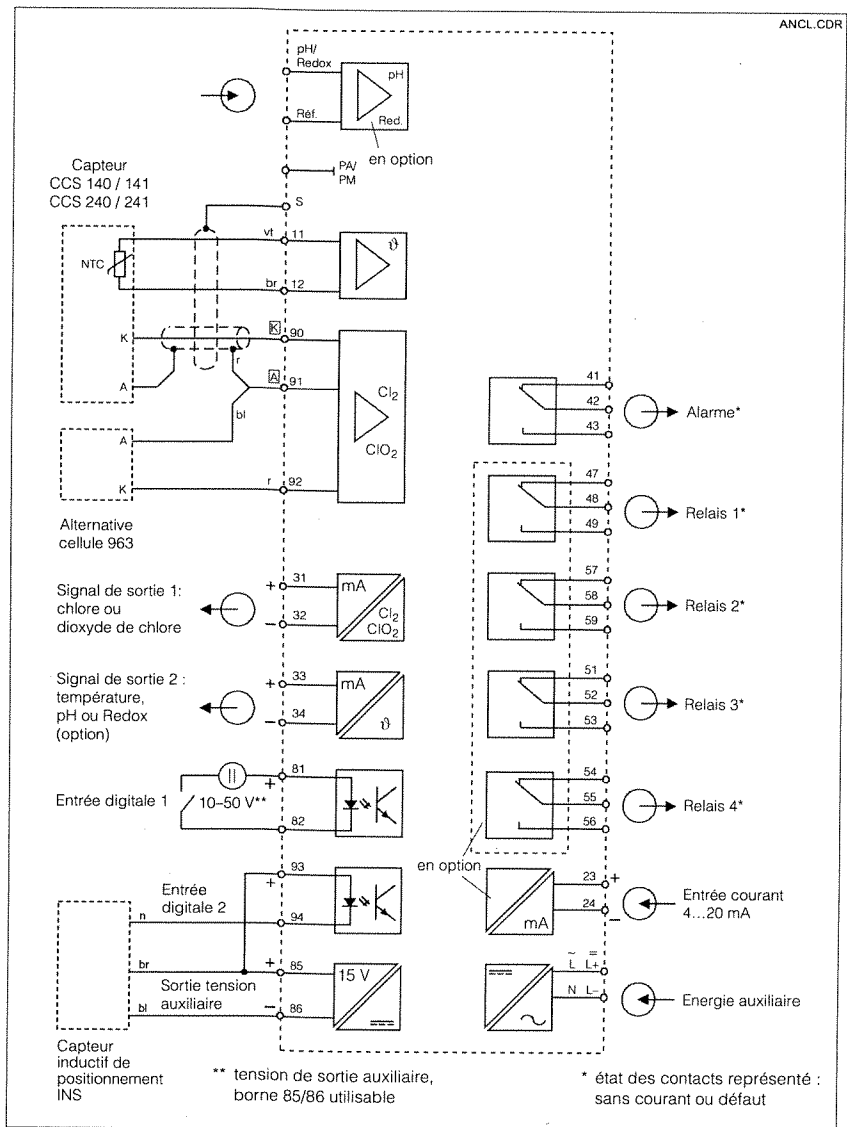 ANCL.CDR
pH/
Redox
pH
Réf.
Red.
en option
PA/
PM
Capteur
CCS 140 / 141
CCS 240 / 241
S
vt 11
ϑ
NTC
br 12
K
K 90
r
A
A 91
Cl2
bl
ClO2
A
K
r 92
Alternative
cellule 963
41
42
43
Alarme*
47
48
49
Relais 1*
57
58
59
Relais 2*
51
52
53
Relais 3*
54
55
56
Relais 4*
Signal de sortie 1:
chlore ou
dioxyde de chlore
+ 31
− 32
mA
Cl2
ClO2
Signal de sortie 2 :
température,
pH ou Redox
(option)
+ 33
− 34
mA
ϑ
Entrée digitale 1
10–50 V**
81
+
82
en option
Entrée
digitale 2
93
+
94
n
br
bl
Sortie tension
auxiliaire
+ 85
− 86
15 V
Capteur
inductif de
positionnement
INS
23 +
24 −
mA
Entrée courant
4...20 mA
L L+
N L−
Energie auxiliaire
** tension de sortie auxiliaire,
borne 85/86 utilisable
* état des contacts représenté :
sans courant ou défaut